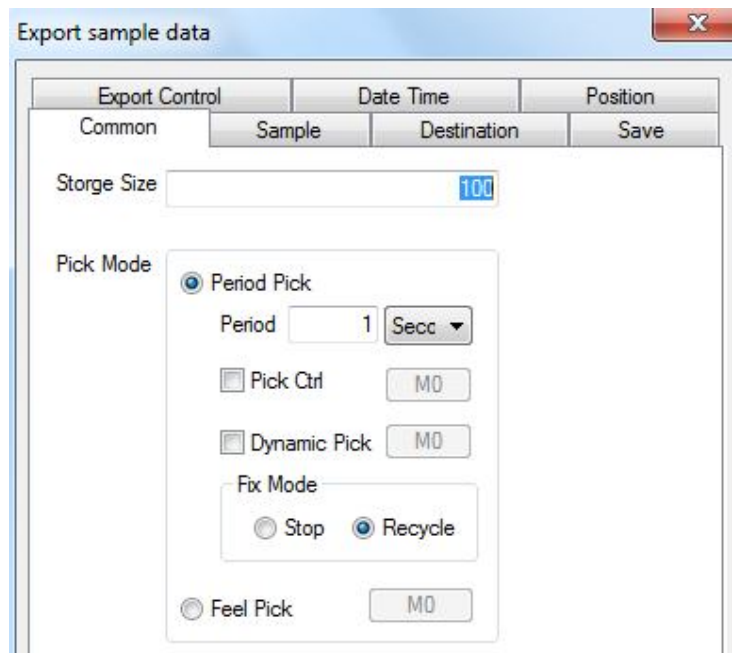 Export sample data
Export Control Date Time Position
Common Sample Destination Save
Storge Size 100
Pick Mode
Period Pick
Period 1 Secc
Pick Ctrl M0
Dynamic Pick M0
Fix Mode
Stop Recycle
Feel Pick M0